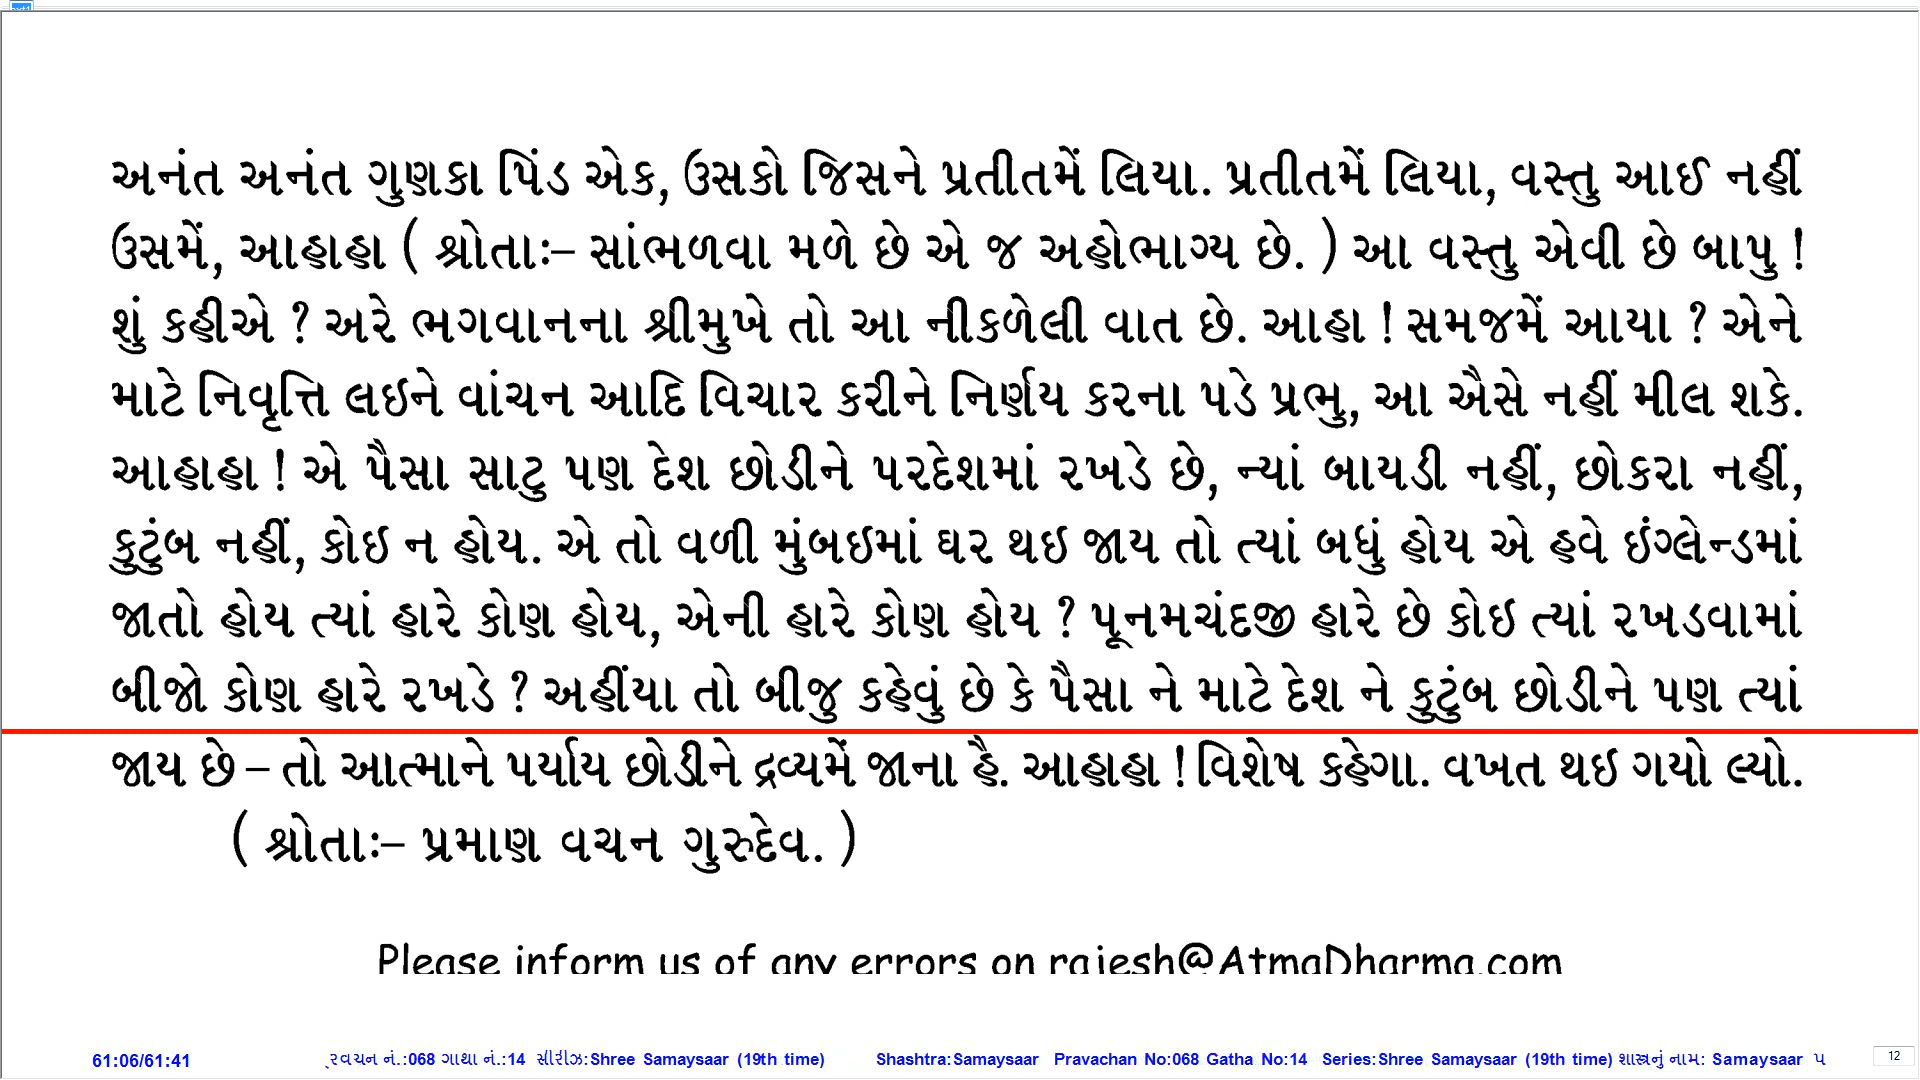 અનંત અનંત ગુણકા પિંડ એક, ઉસકો જિસને પ્રતીતમેં લિયા. પ્રતીતમેં લિયા, વસ્તુ આઈ નહીં
ઉસમેં, આહાહા ( શ્રોતાઃ– સાંભળવા મળે છે એ જ અહોભાગ્ય છે. ) આ વસ્તુ એવી છે બાપુ !
શું કહીએ ? અરે ભગવાનના શ્રીમુખે તો આ નીકળેલી વાત છે. આહા ! સમજમેં આયા ? એને
માટે નિવૃત્તિ લઇને વાંચન આદિ વિચાર કરીને નિર્ણય કરના પડે પ્રભુ, આ ઐસે નહીં મીલ શકે.
આહાહા ! એ પૈસા સાટુ પણ દેશ છોડીને પરદેશમાં રખડે છે, ન્યાં બાયડી નહીં, છોકરા નહીં,
કુટુંબ નહીં, કોઇ ન હોય. એ તો વળી મુંબઇમાં ઘર થઇ જાય તો ત્યાં બધું હોય એ હવે ઇંગ્લેન્ડમાં
જાતો હોય ત્યાં હારે કોણ હોય, એની હારે કોણ હોય ? પૂનમચંદજી હારે છે કોઇ ત્યાં રખડવામાં
બીજો કોણ હારે રખડે ? અહીંયા તો બીજુ કહેવું છે કે પૈસા ને માટે દેશ ને કુટુંબ છોડીને પણ ત્યાં
જાય છે – તો આત્માને પર્યાય છોડીને દ્રવ્યમેં જાના હૈ. આહાહા ! વિશેષ કહેગા. વખત થઇ ગયો લ્યો.
( શ્રોતાઃ– પ્રમાણ વચન ગુરુદેવ. )
Please inform us of any errors on rajesh@AtmaDharma.com
61:06/61:41 નં.:068 ગાથા નં.:14 સીરીઝ:Shree Samaysaar (19th time) Shashtra:Samaysaar Pravachan No:068 Gatha No:14 Series:Shree Samaysaar (19th time) શાસ્ત્રનું નામ: Samaysaar 12